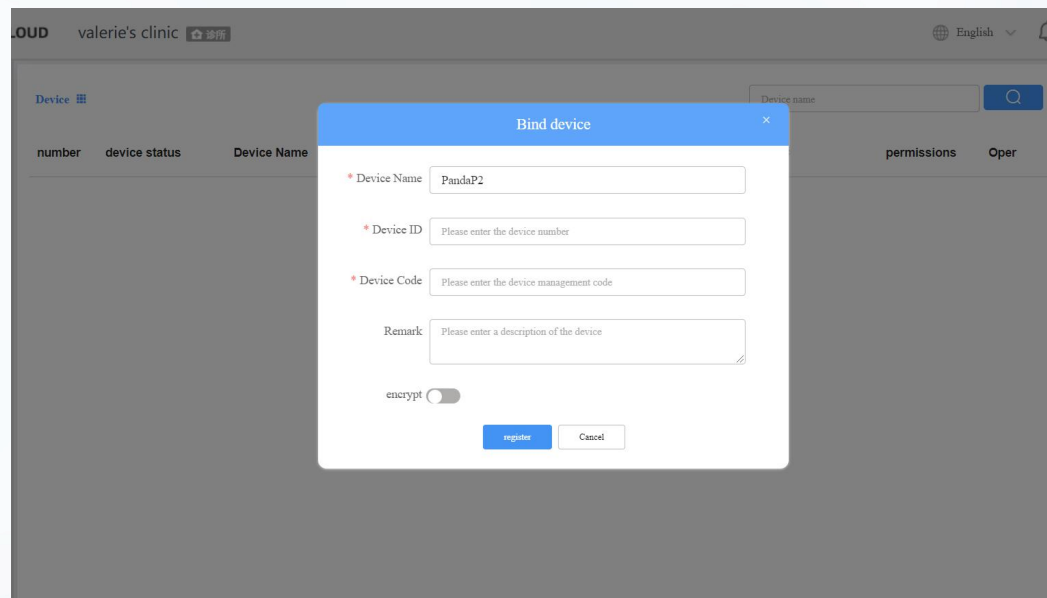 LOUD valerie's clinic 诊所 English
Device Device name
Bind device ×
number device status Device Name permissions Oper
* Device Name PandaP2
* Device ID Please enter the device number
* Device Code Please enter the device management code
Remark Please enter a description of the device
encrypt
register Cancel